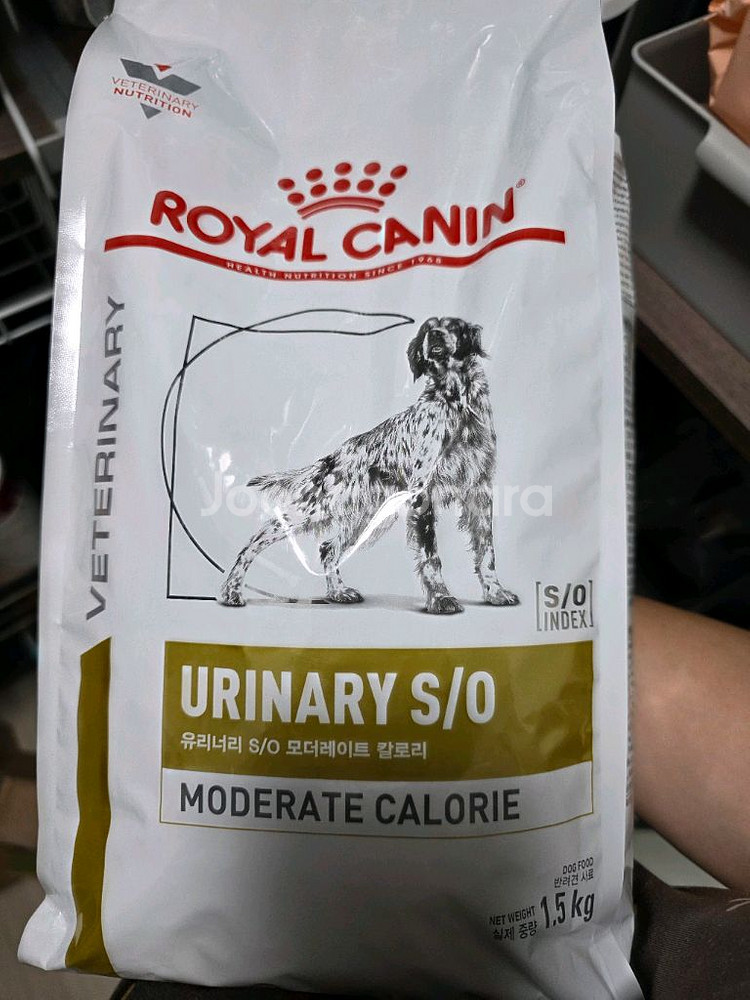 VETERINARY
NUTRITION
ROYAL CANIN®
HEALTH NUTRITION SINCE 1968
VETERINARY
S/O
INDEX
URINARY S/O
유리너리 S/O 모더레이트 칼로리
MODERATE CALORIE
DOG FOOD
반려견 사료
NET WEIGHT
실제 중량
1.5 kg